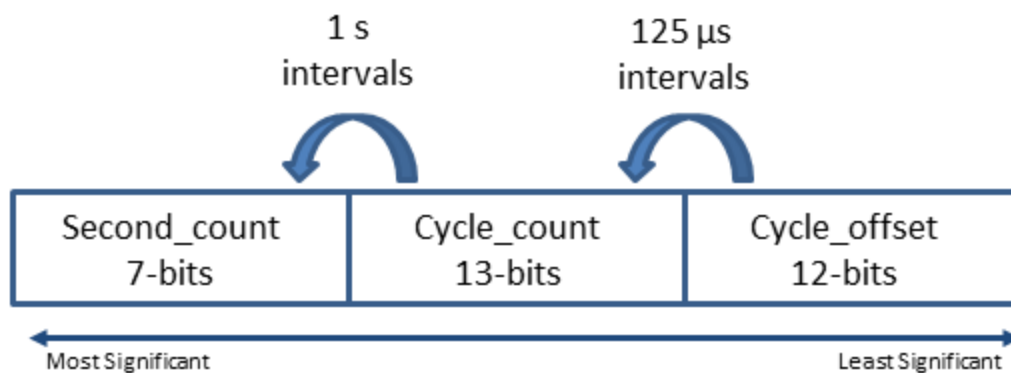 1 s
intervals
125 µs
intervals
Second_count
7-bits
Cycle_count
13-bits
Cycle_offset
12-bits
Most Significant
Least Significant